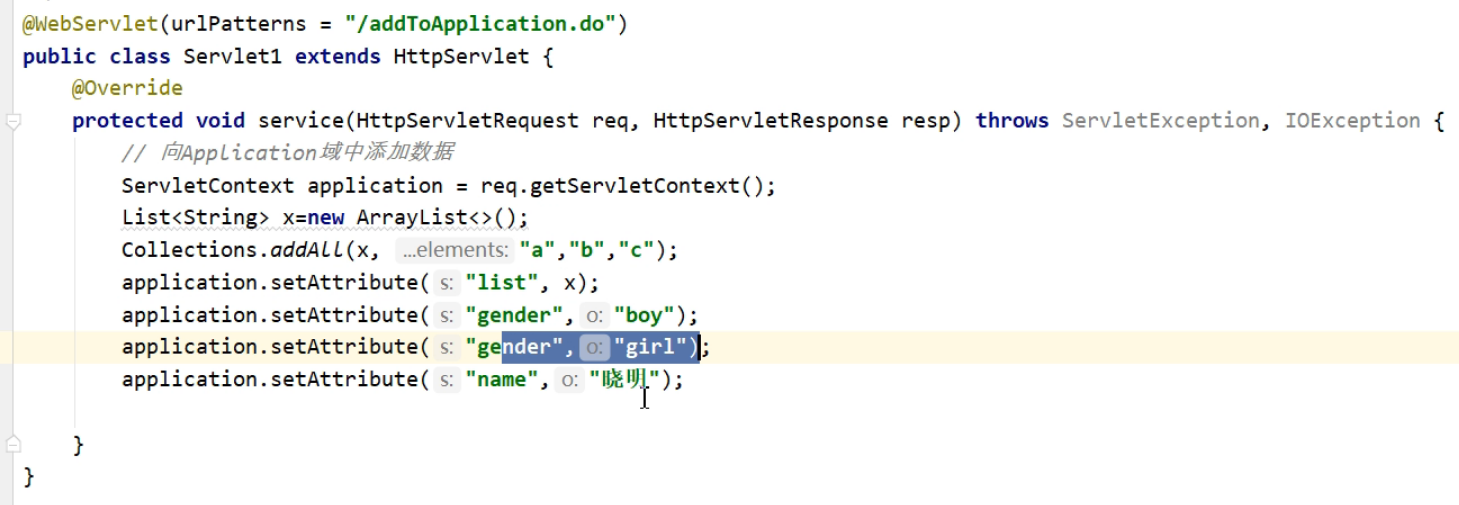 @WebServlet(urlPatterns = "/addToApplication.do")
public class Servlet1 extends HttpServlet {
@Override
protected void service(HttpServletRequest req, HttpServletResponse resp) throws ServletException, IOException {
// 向Application域中添加数据
ServletContext application = req.getServletContext();
List<String> x=new ArrayList<>();
Collections.addAll(x, ...elements: "a","b","c");
application.setAttribute( s: "list", x);
application.setAttribute( s: "gender", o: "boy");
application.setAttribute( s: "gender", o: "girl");
application.setAttribute( s: "name", o: "晓明");
}
}